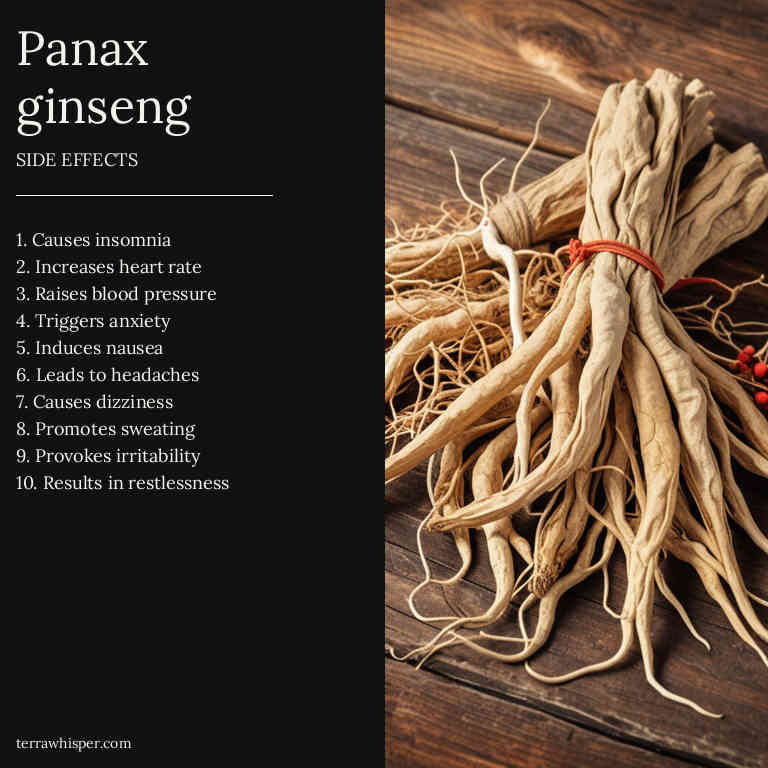 Panax
ginseng
SIDE EFFECTS
1. Causes insomnia
2. Increases heart rate
3. Raises blood pressure
4. Triggers anxiety
5. Induces nausea
6. Leads to headaches
7. Causes dizziness
8. Promotes sweating
9. Provokes irritability
10. Results in restlessness
terrawhisper.com